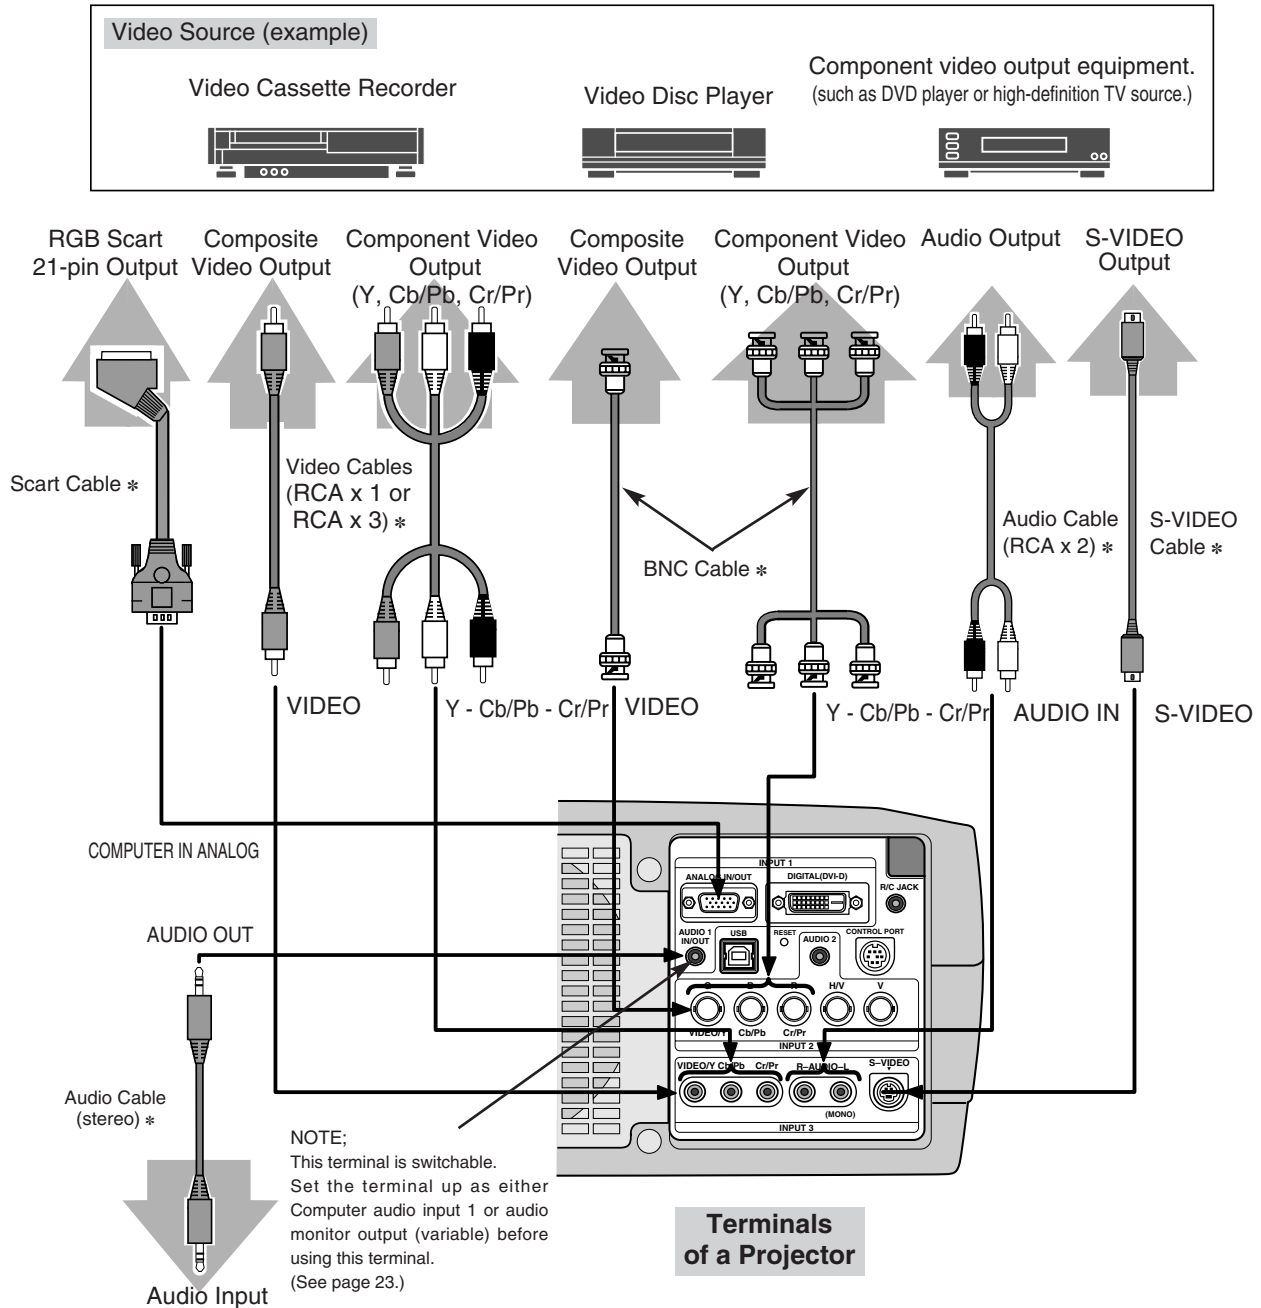 Video Source (example)
Video Cassette Recorder
Video Disc Player
Component video output equipment.
(such as DVD player or high-definition TV source.)
RGB Scart
21-pin Output
Composite
Video Output
Component Video
Output
(Y, Cb/Pb, Cr/Pr)
Composite
Video Output
Component Video
Output
(Y, Cb/Pb, Cr/Pr)
Audio Output
S-VIDEO
Output
Scart Cable ✻
Video Cables
(RCA x 1 or
RCA x 3) ✻
BNC Cable ✻
Audio Cable
(RCA x 2) ✻
S-VIDEO
Cable ✻
VIDEO
Y - Cb/Pb - Cr/Pr
VIDEO
Y - Cb/Pb - Cr/Pr
AUDIO IN
S-VIDEO
COMPUTER IN ANALOG
AUDIO OUT
INPUT 1
ANALOG IN/OUT
DIGITAL(DVI-D)
R/C JACK
AUDIO 1
IN/OUT
USB
RESET
AUDIO 2
CONTROL PORT
G
B
R
H/V
V
VIDEO/Y
Cb/Pb
Cr/Pr
INPUT 2
VIDEO/Y
Cb/Pb
Cr/Pr
R–AUDIO–L
S–VIDEO
(MONO)
INPUT 3
Audio Cable
(stereo) ✻
Audio Input
NOTE;
This terminal is switchable.
Set the terminal up as either
Computer audio input 1 or audio
monitor output (variable) before
using this terminal.
(See page 23.)
Terminals
of a Projector